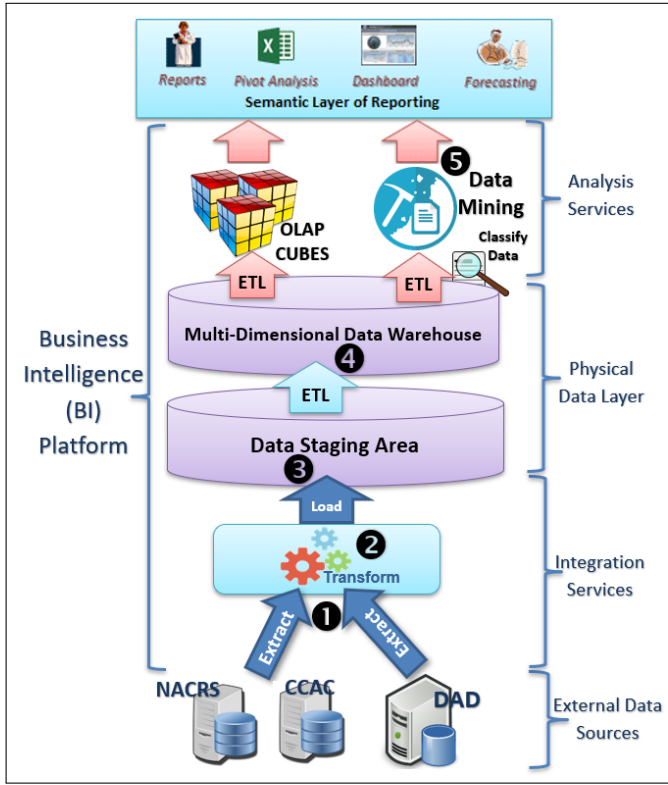 Reports Pivot Analysis Dashboard Forecasting
Semantic Layer of Reporting
5
Data
Mining
Classify
Data
OLAP
CUBES
ETL
ETL
Analysis
Services
Multi-Dimensional Data Warehouse
4
ETL
Data Staging Area
3
Physical
Data Layer
Business
Intelligence
(BI)
Platform
Load
2
Transform
1
Extract
Extract
Integration
Services
NACRS
CCAC
DAD
External Data
Sources